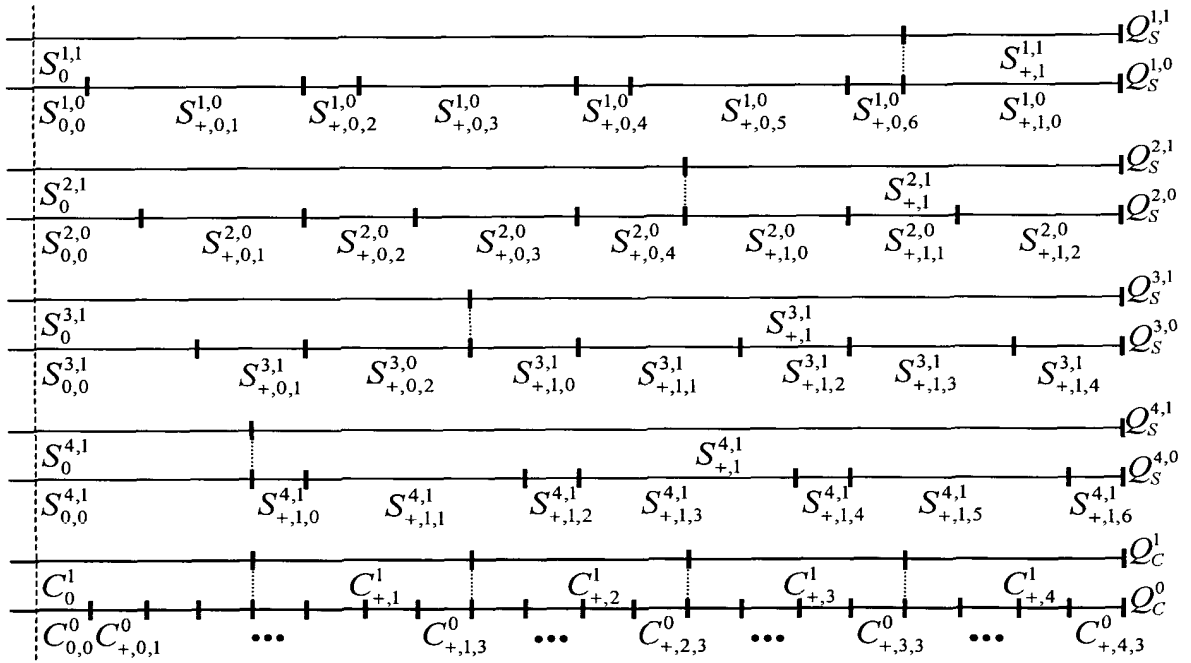 Q_S^{1,1}
S_0^{1,1} S_{+,1}^{1,1}
Q_S^{1,0}
S_{0,0}^{1,0} S_{+,0,1}^{1,0} S_{+,0,2}^{1,0} S_{+,0,3}^{1,0} S_{+,0,4}^{1,0} S_{+,0,5}^{1,0} S_{+,0,6}^{1,0} S_{+,1,0}^{1,0}
Q_S^{2,1}
S_0^{2,1} S_{+,1}^{2,1}
Q_S^{2,0}
S_{0,0}^{2,0} S_{+,0,1}^{2,0} S_{+,0,2}^{2,0} S_{+,0,3}^{2,0} S_{+,0,4}^{2,0} S_{+,1,0}^{2,0} S_{+,1,1}^{2,0} S_{+,1,2}^{2,0}
Q_S^{3,1}
S_0^{3,1} S_{+,1}^{3,1}
Q_S^{3,0}
S_{0,0}^{3,1} S_{+,0,1}^{3,1} S_{+,0,2}^{3,0} S_{+,1,0}^{3,1} S_{+,1,1}^{3,1} S_{+,1,2}^{3,1} S_{+,1,3}^{3,1} S_{+,1,4}^{3,1}
Q_S^{4,1}
S_0^{4,1} S_{+,1}^{4,1}
Q_S^{4,0}
S_{0,0}^{4,1} S_{+,1,0}^{4,1} S_{+,1,1}^{4,1} S_{+,1,2}^{4,1} S_{+,1,3}^{4,1} S_{+,1,4}^{4,1} S_{+,1,5}^{4,1} S_{+,1,6}^{4,1}
Q_C^1
C_0^1 C_{+,1}^1 C_{+,2}^1 C_{+,3}^1 C_{+,4}^1
Q_C^0
C_{0,0}^0 C_{+,0,1}^0 ••• C_{+,1,3}^0 ••• C_{+,2,3}^0 ••• C_{+,3,3}^0 ••• C_{+,4,3}^0